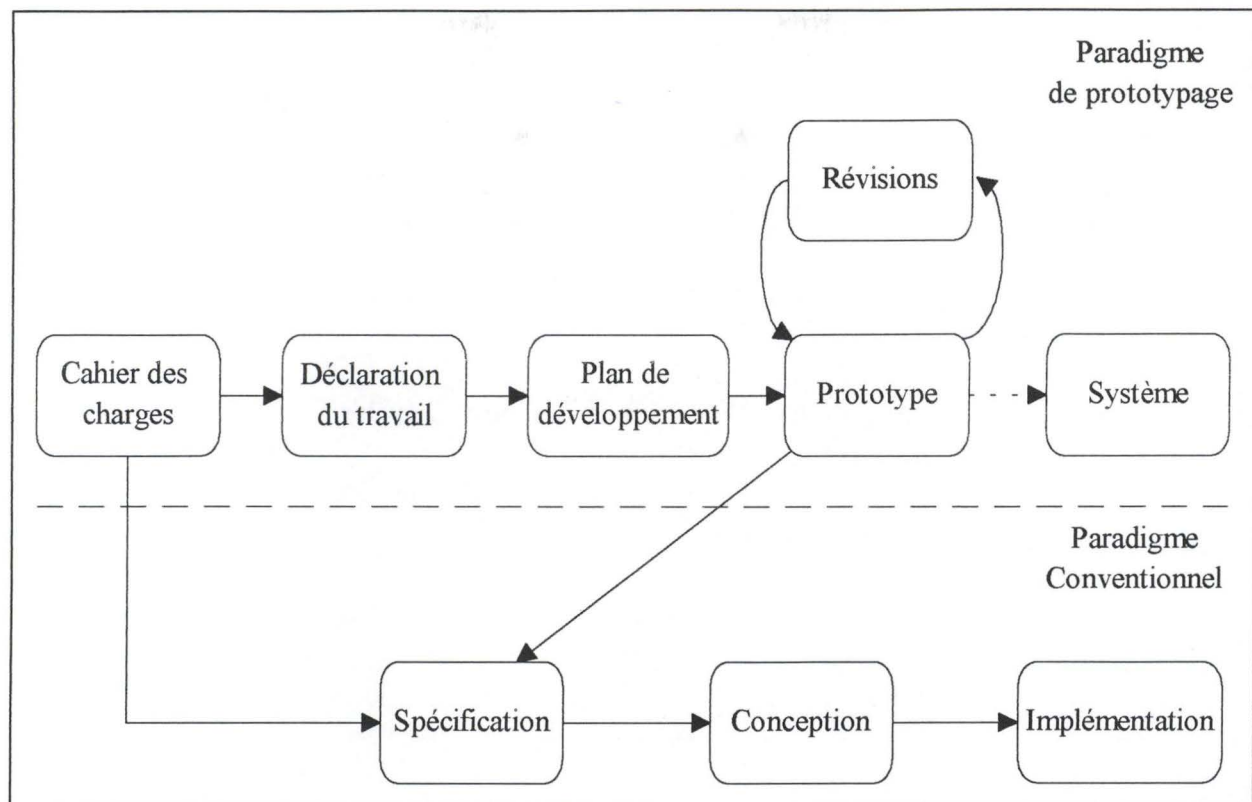 Paradigme
de prototypage
Révisions
Cahier des
charges
Déclaration
du travail
Plan de
développement
Prototype
Système
Paradigme
Conventionnel
Spécification
Conception
Implémentation